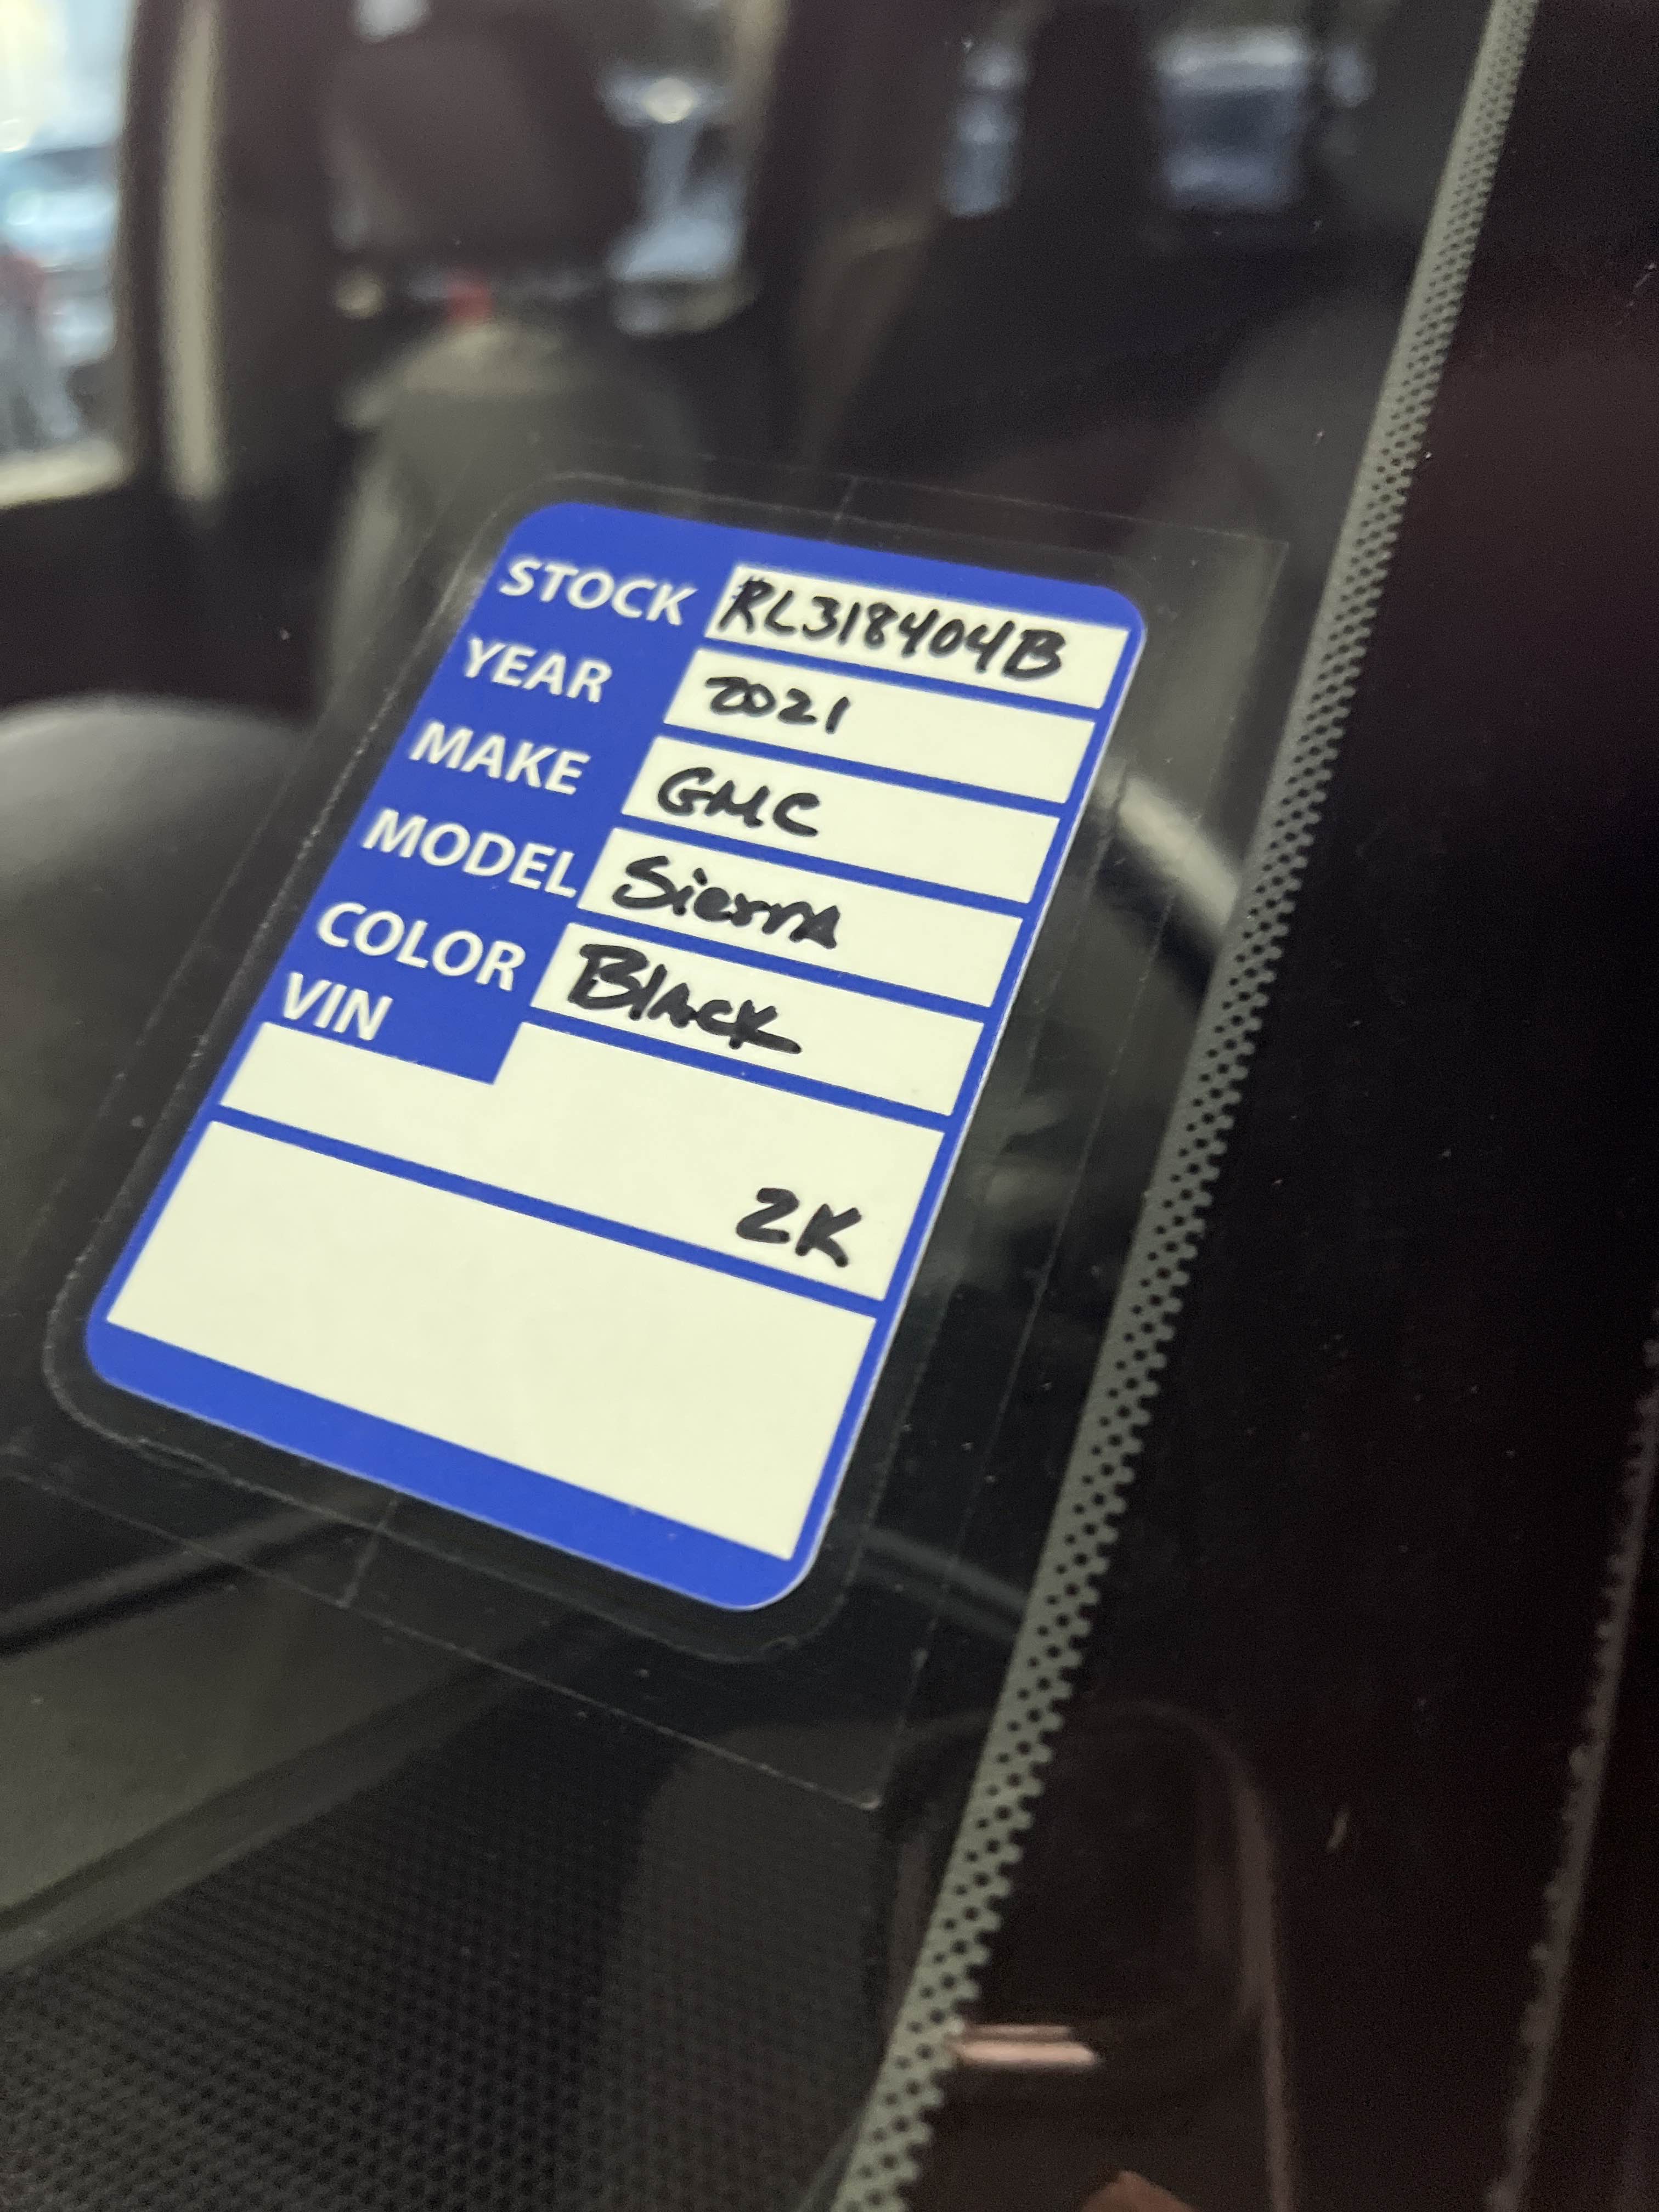 STOCK RL318404B
YEAR 2021
MAKE GMC
MODEL Sierra
COLOR Black
VIN
2K